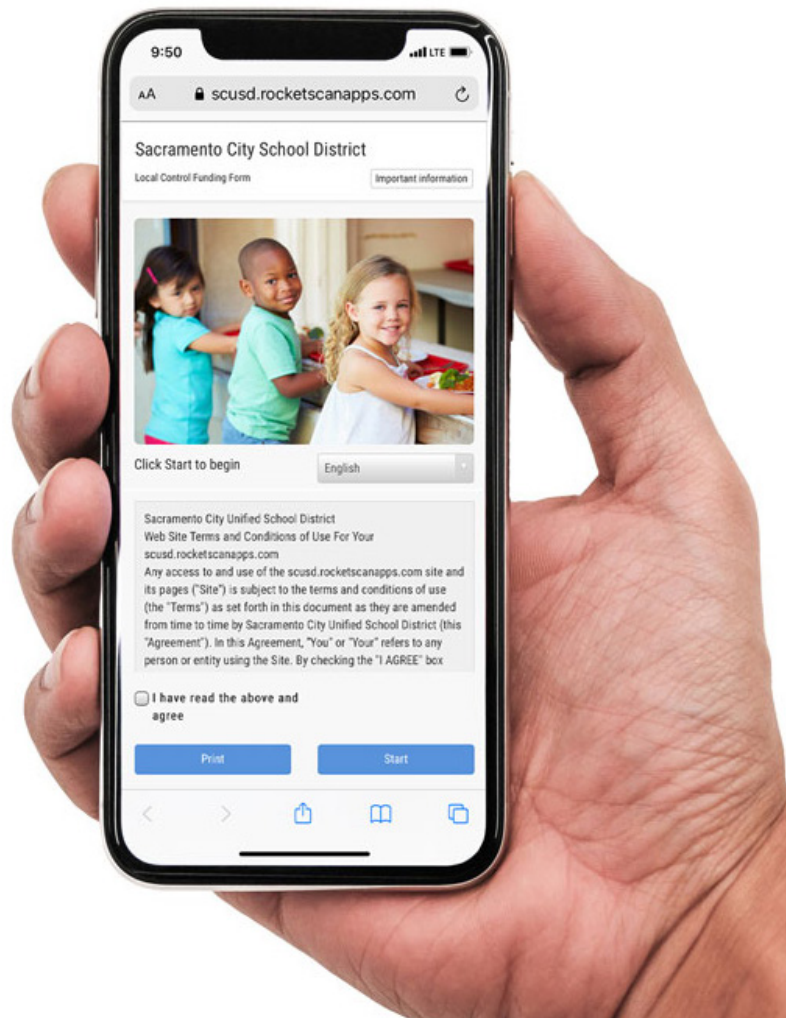 9:50 LTE
AA scusd.rocketscanapps.com
Sacramento City School District
Local Control Funding Form Important information
Click Start to begin English
Sacramento City Unified School District
Web Site Terms and Conditions of Use For Your
scusd.rocketscanapps.com
Any access to and use of the scusd.rocketscanapps.com site and
its pages ("Site") is subject to the terms and conditions of use
(the "Terms") as set forth in this document as they are amended
from time to time by Sacramento City Unified School District (this
"Agreement"). In this Agreement, "You" or "Your" refers to any
person or entity using the Site. By checking the "I AGREE" box
I have read the above and
agree
Print Start